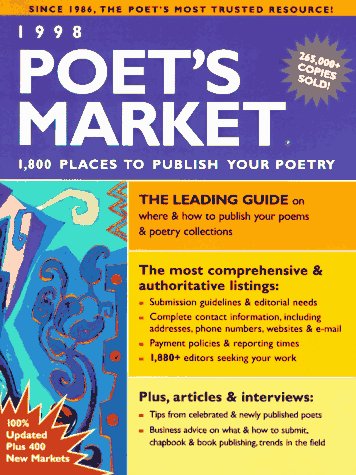 SINCE 1986, THE POET'S MOST TRUSTED RESOURCE!
1998
POET'S
MARKET
265,000+
COPIES
SOLD!
1,800 PLACES TO PUBLISH YOUR POETRY
THE LEADING GUIDE on
where & how to publish your poems
& poetry collections
The most comprehensive &
authoritative listings:
Submission guidelines & editorial needs
Complete contact information, including
addresses, phone numbers, websites & e-mail
Payment policies & reporting times
1,880+ editors seeking your work
Plus, articles & interviews:
Tips from celebrated & newly published poets
Business advice on what & how to submit,
chapbook & book publishing, trends in the field
100%
Updated
Plus 400
New Markets